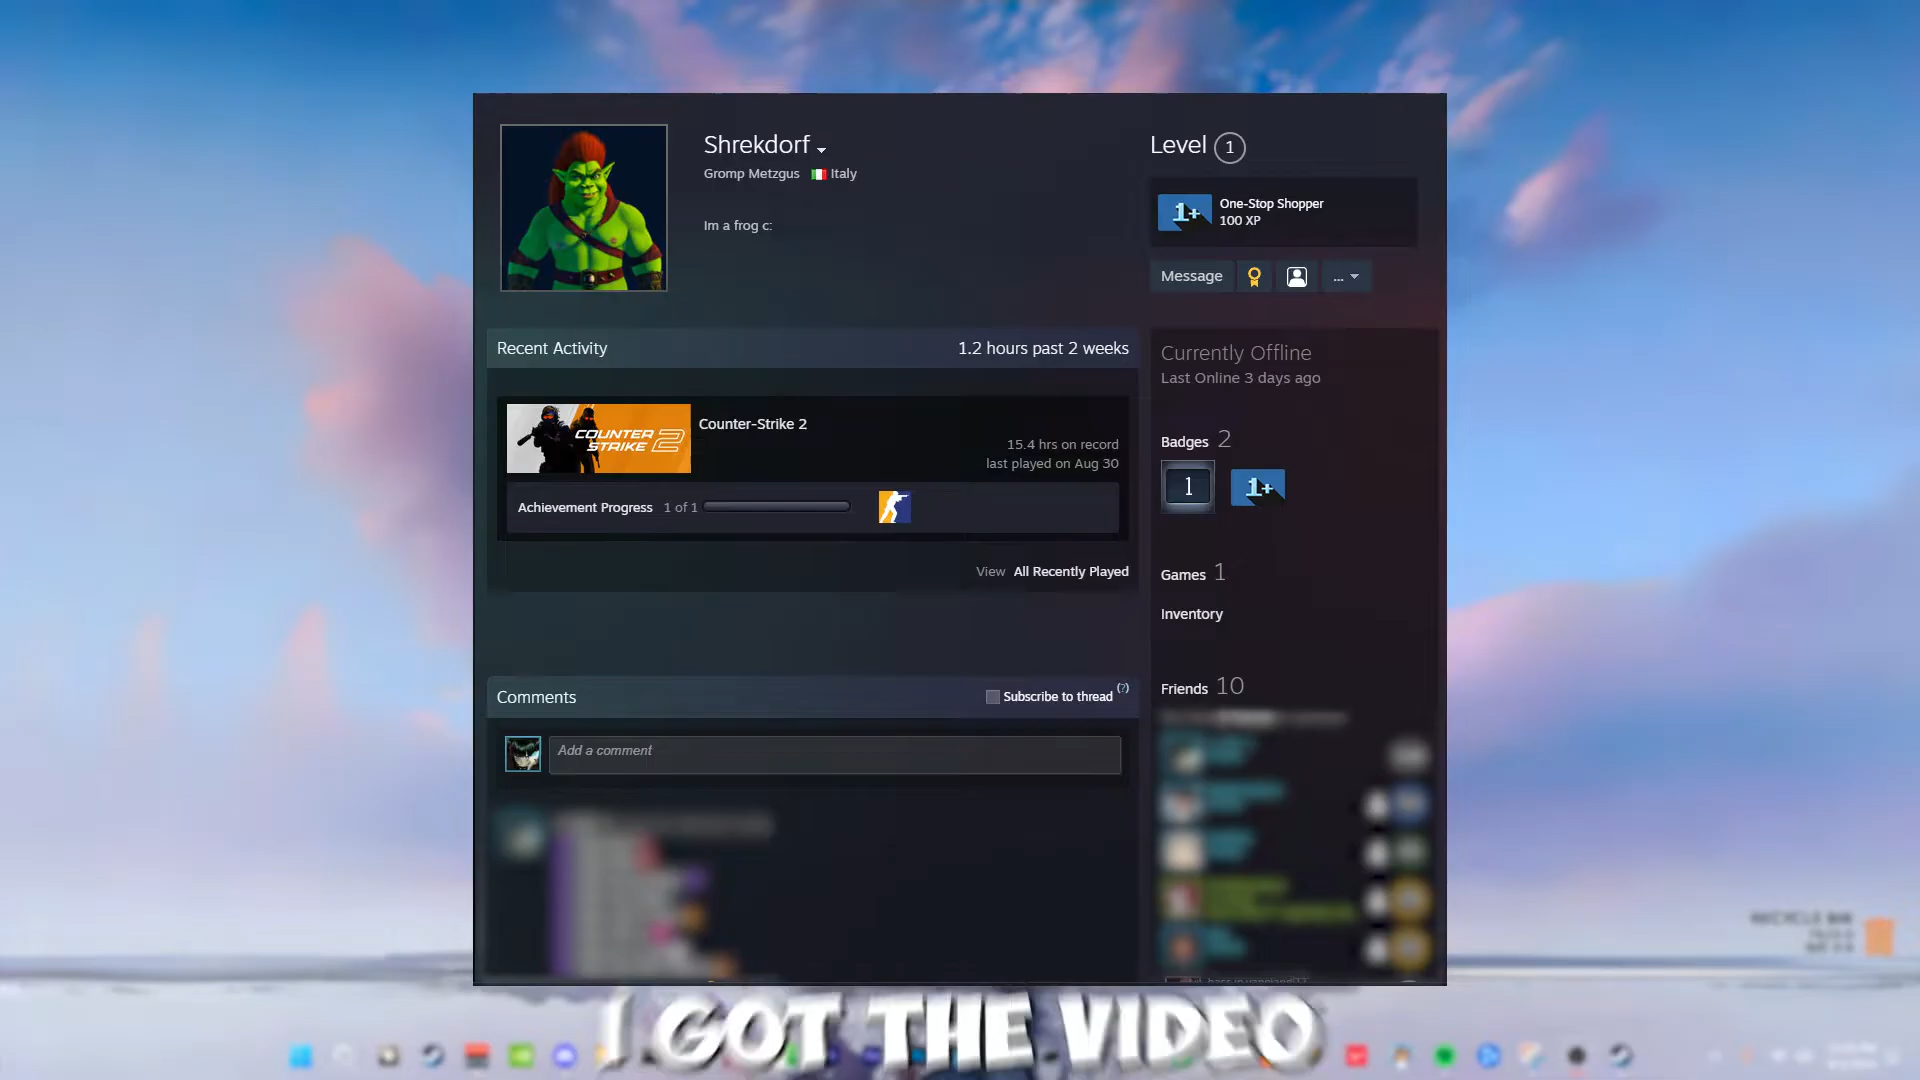 Shrekdorf
Gromp Metzgus Italy
Im a frog c:
Level 1
1+
One-Stop Shopper
100 XP
Message
...
Recent Activity
1.2 hours past 2 weeks
COUNTER
STRIKE 2
Counter-Strike 2
15.4 hrs on record
last played on Aug 30
Achievement Progress 1 of 1
View All Recently Played
Comments
Subscribe to thread (?)
Add a comment
Currently Offline
Last Online 3 days ago
Badges 2
1
1+
Games 1
Inventory
Friends 10
RECYCLE BIN
I GOT THE VIDEO